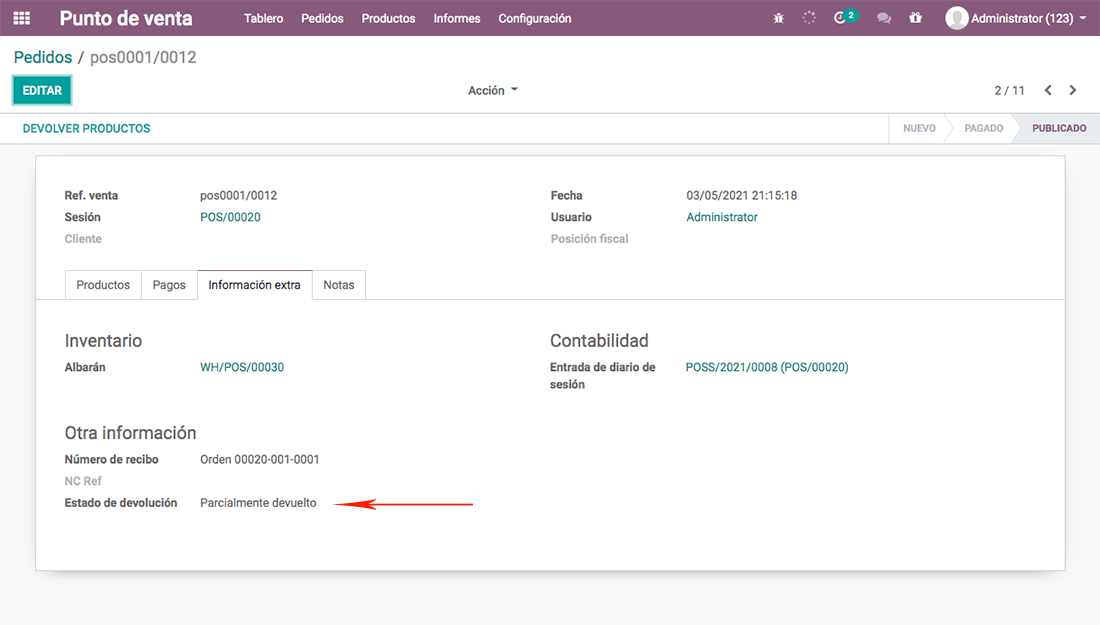 Punto de venta Tablero Pedidos Productos Informes Configuración 2 Administrator (123)
Pedidos / pos0001/0012
EDITAR Acción 2 / 11
DEVOLVER PRODUCTOS NUEVO PAGADO PUBLICADO
Ref. venta pos0001/0012 Fecha 03/05/2021 21:15:18
Sesión POS/00020 Usuario Administrator
Cliente Posición fiscal
Productos Pagos Información extra Notas
Inventario Contabilidad
Albarán WH/POS/00030 Entrada de diario de POSS/2021/0008 (POS/00020)
sesión
Otra información
Número de recibo Orden 00020-001-0001
NC Ref
Estado de devolución Parcialmente devuelto